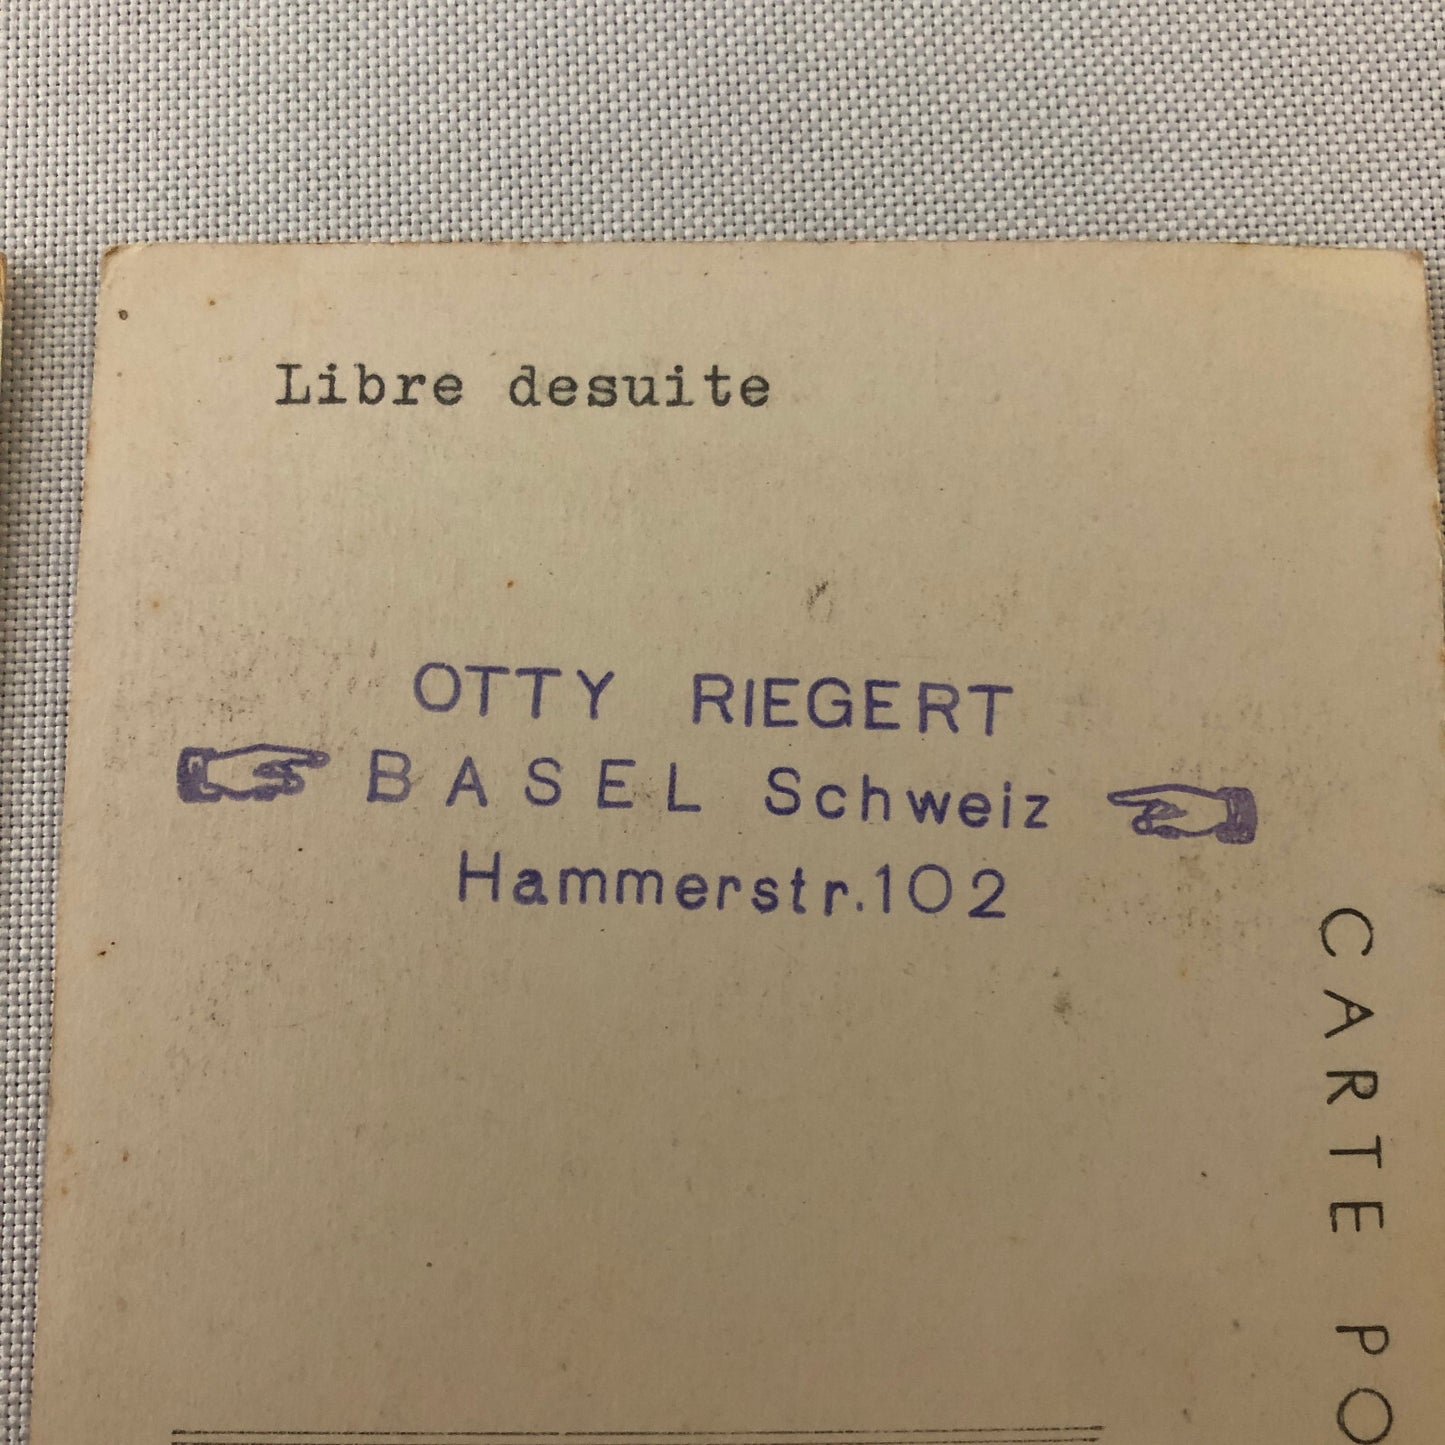 Libre desuite
OTTY RIEGERT
BASEL Schweiz
Hammerstr.102
CARTE PO